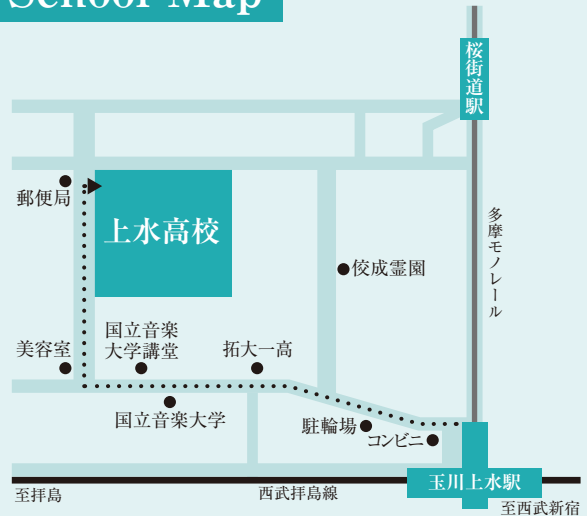 School Map
桜街道駅
郵便局
上水高校
多摩モノレール
佼成霊園
美容室
国立音楽
大学講堂
拓大一高
国立音楽大学
駐輪場
コンビニ
玉川上水駅
至拝島
西武拝島線
至西武新宿